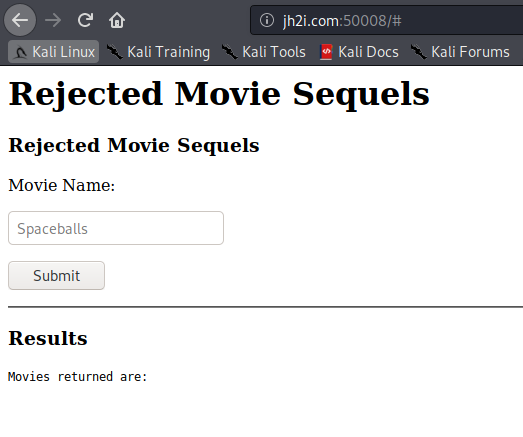 jh2i.com:50008/#
Kali Linux Kali Training Kali Tools Kali Docs Kali Forums
Rejected Movie Sequels
Rejected Movie Sequels
Movie Name:
Spaceballs
Submit
Results
Movies returned are: